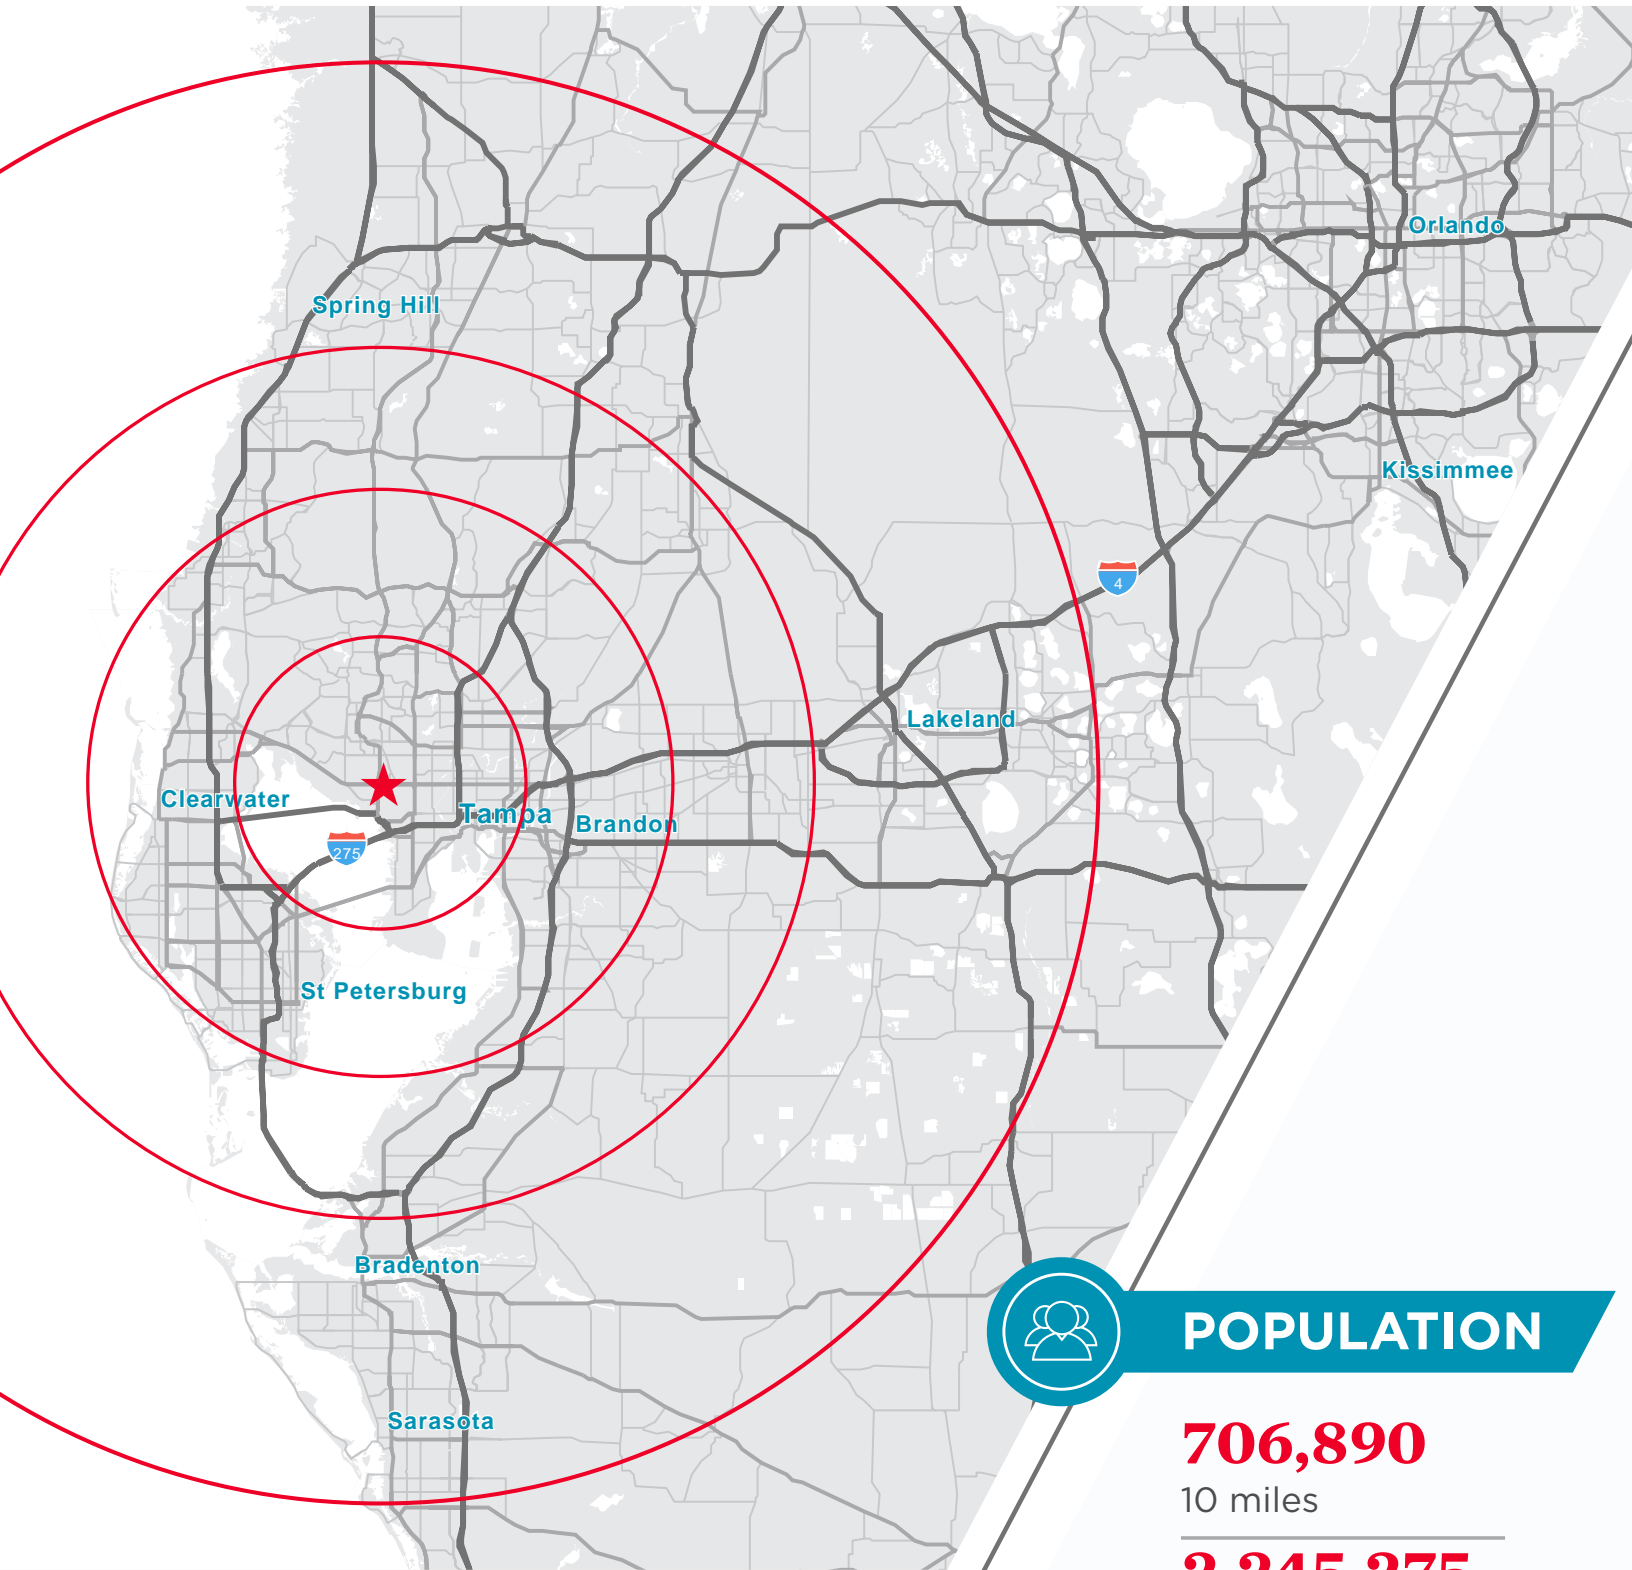 Orlando
Spring Hill
Kissimmee
4
Lakeland
Clearwater
Tampa
Brandon
275
St Petersburg
Bradenton
POPULATION
Sarasota
706,890
10 miles